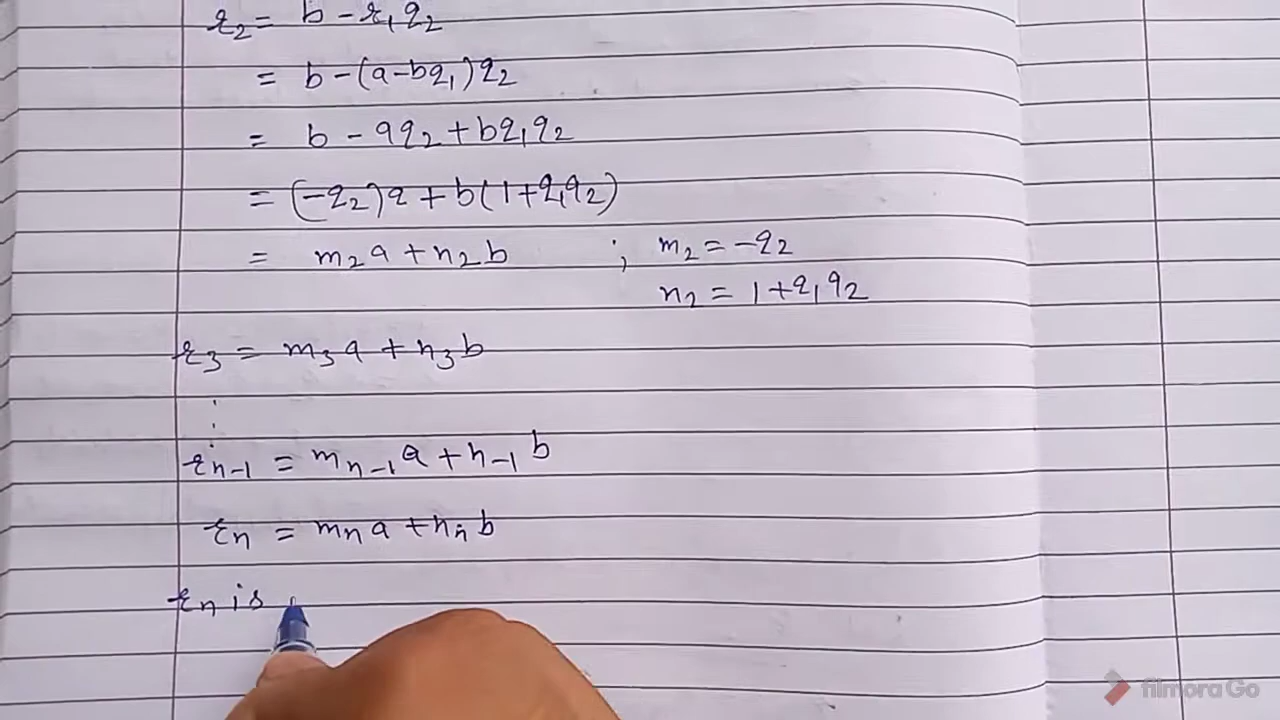 r₂ = b - r₁q₂
= b - (a - bq₁)q₂
= b - aq₂ + bq₁q₂
= (-q₂)a + b(1 + q₁q₂)
= m₂a + n₂b ; m₂ = -q₂
n₂ = 1 + q₁q₂
r₃ = m₃a + n₃b
⋮
rₙ₋₁ = mₙ₋₁a + n₋₁b
rₙ = mₙa + nₙb
rₙ is
filmora Go